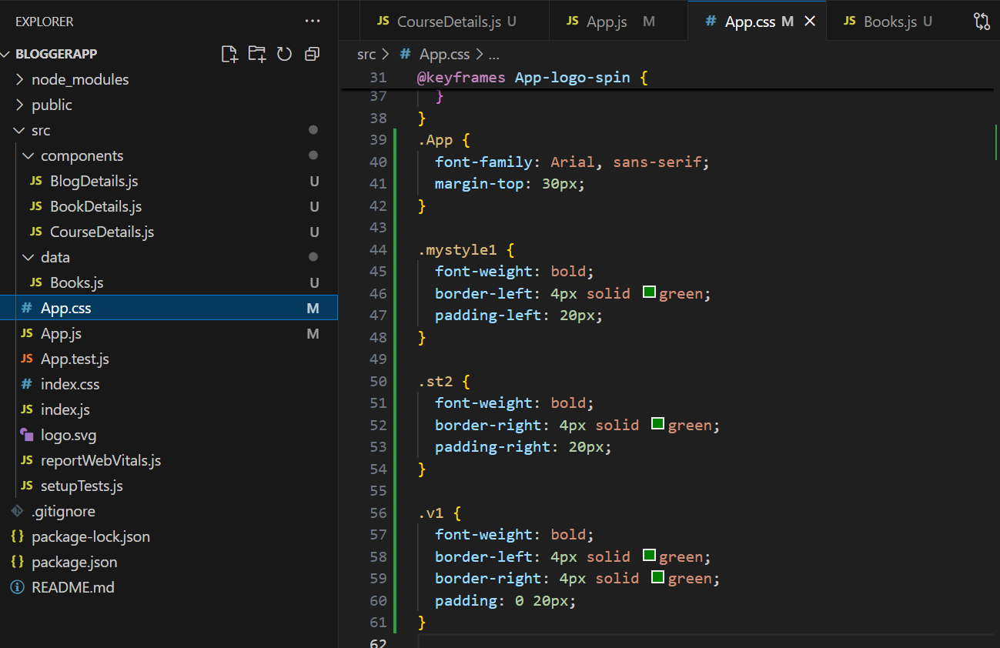 EXPLORER ...
BLOGGERAPP
node_modules
public
src
components
JS BlogDetails.js U
JS BookDetails.js U
JS CourseDetails.js U
data
JS Books.js U
# App.css M
JS App.js M
JS App.test.js
# index.css
JS index.js
logo.svg
JS reportWebVitals.js
JS setupTests.js
.gitignore
{} package-lock.json
{} package.json
README.md
JS CourseDetails.js U
JS App.js M
# App.css M
JS Books.js U
src > # App.css > ...
31 @keyframes App-logo-spin {
37 }
38 }
39 .App {
40 font-family: Arial, sans-serif;
41 margin-top: 30px;
42 }
43
44 .mystyle1 {
45 font-weight: bold;
46 border-left: 4px solid green;
47 padding-left: 20px;
48 }
49
50 .st2 {
51 font-weight: bold;
52 border-right: 4px solid green;
53 padding-right: 20px;
54 }
55
56 .v1 {
57 font-weight: bold;
58 border-left: 4px solid green;
59 border-right: 4px solid green;
60 padding: 0 20px;
61 }
62